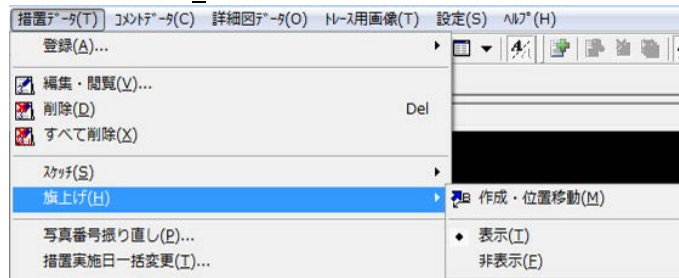 措置ﾃﾞｰﾀ(T) ｺﾒﾝﾄﾃﾞｰﾀ(C) 詳細図ﾃﾞｰﾀ(O) ﾄﾚｰｽ用画像(T) 設定(S) ﾍﾙﾌﾟ(H)
登録(A)...
編集・閲覧(V)...
削除(D) Del
すべて削除(X)
ｽｹｯﾁ(S)
旗上げ(H)
作成・位置移動(M)
写真番号振り直し(P)...
表示(T)
措置実施日一括変更(I)...
非表示(F)